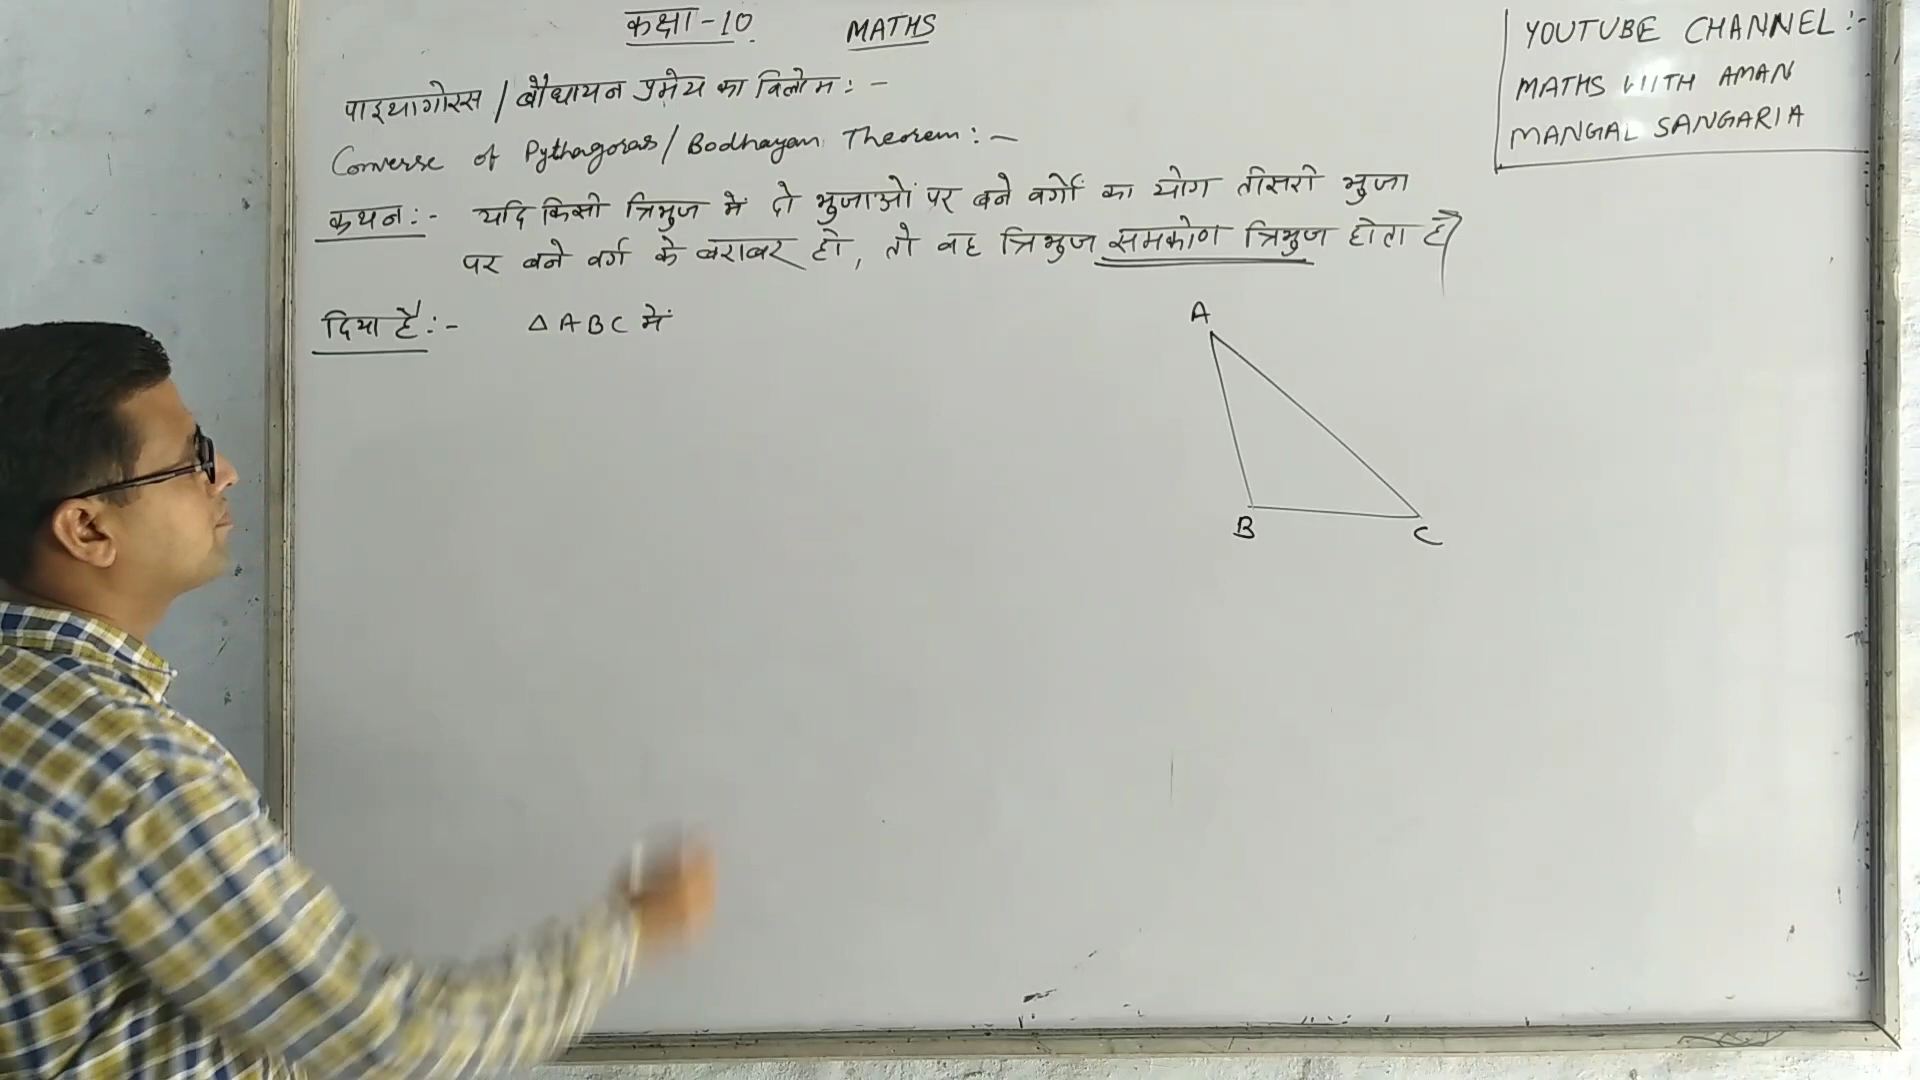 कक्षा-10 MATHS
YOUTUBE CHANNEL:-
MATHS WITH AMAN
MANGAL SANGARIA
पाइथागोरस / बौधायन प्रमेय का विलोम:-
Converse of Pythagoras/Bodhayan Theorem:-
कथन:- यदि किसी त्रिभुज में दो भुजाओं पर बने वर्गों का योग तीसरी भुजा
पर बने वर्ग के बराबर हो, तो वह त्रिभुज समकोण त्रिभुज होता है
दिया है:- △ABC में
A
B
C